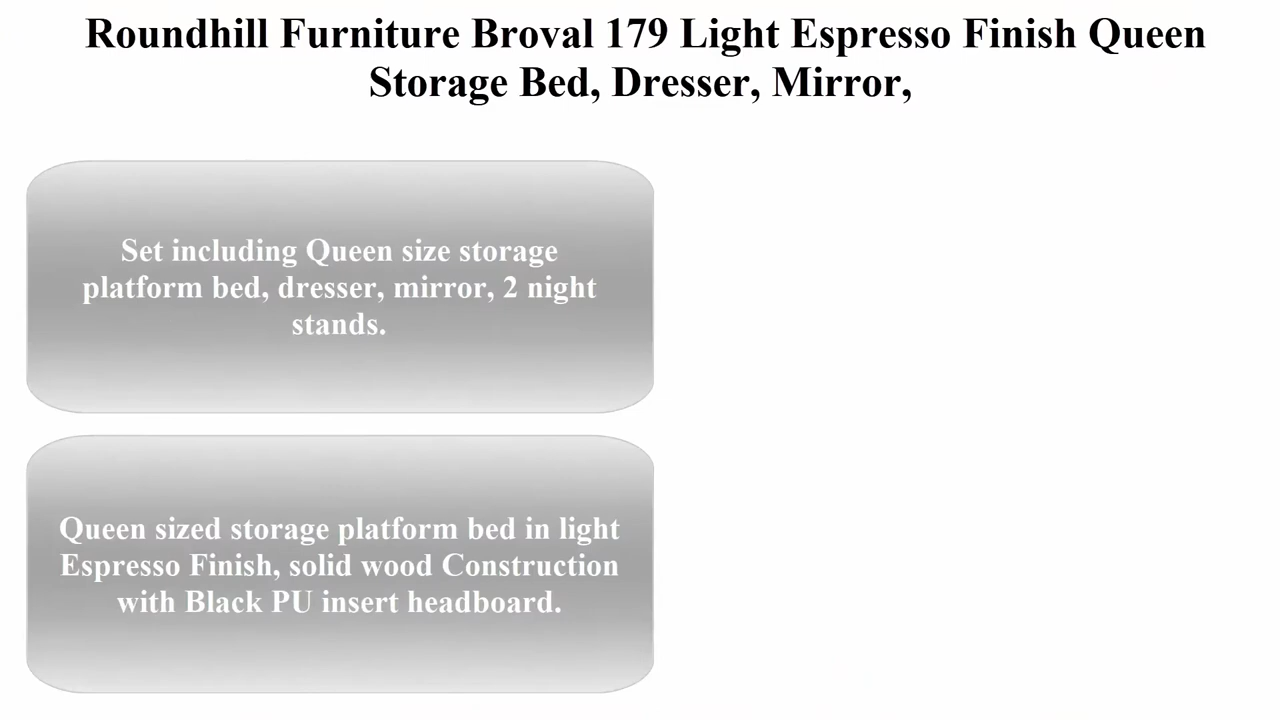 Roundhill Furniture Broval 179 Light Espresso Finish Queen
Storage Bed, Dresser, Mirror,
Set including Queen size storage
platform bed, dresser, mirror, 2 night
stands.
Queen sized storage platform bed in light
Espresso Finish, solid wood Construction
with Black PU insert headboard.